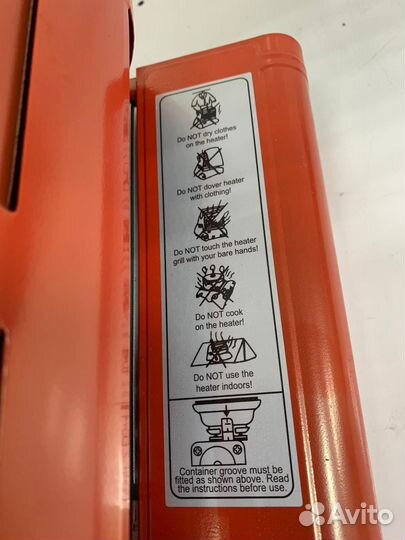 Do NOT dry clothes
on the heater!
Do NOT dover heater
with clothing!
Do NOT touch the heater
grill with your bare hands!
Do NOT cook
on the heater!
Do NOT use the
heater indoors!
Container groove must be
fitted as shown above. Read
the instructions before use.
Avito